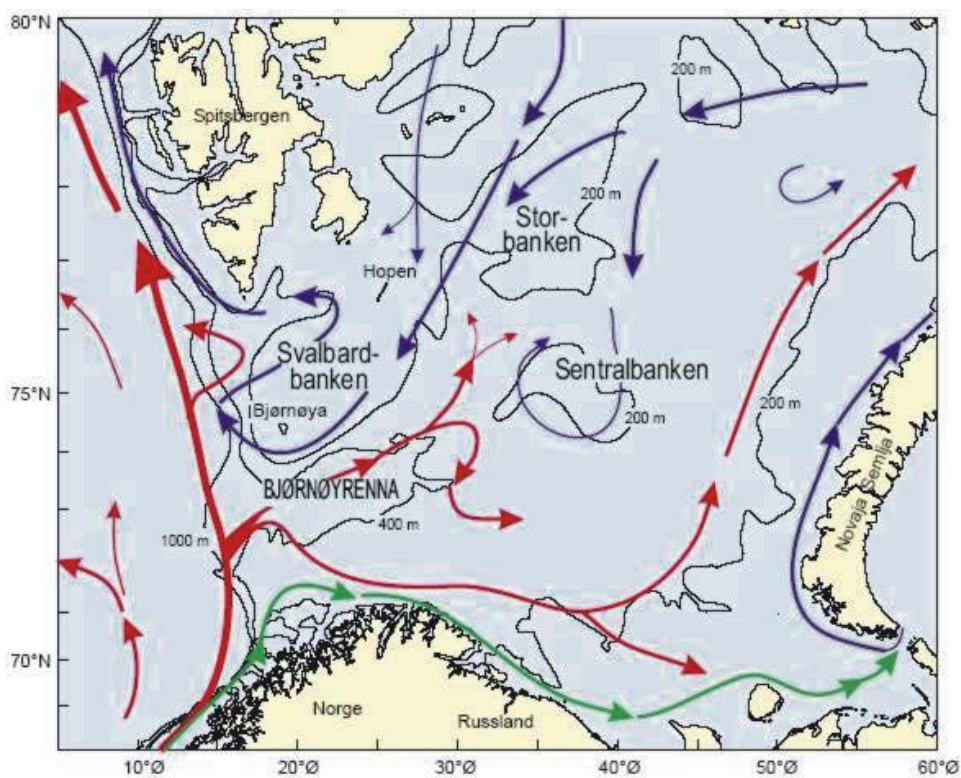 80°N
200 m
Spitsbergen
200 m
Stor-
banken
Hopen
Svalbard-
banken
Sentralbanken
75°N
Bjørnøya
200 m
200 m
BJØRNØYRENNA
400 m
1000 m
Novaja Semlja
70°N
Norge
Russland
10°Ø
20°Ø
30°Ø
40°Ø
50°Ø
60°Ø